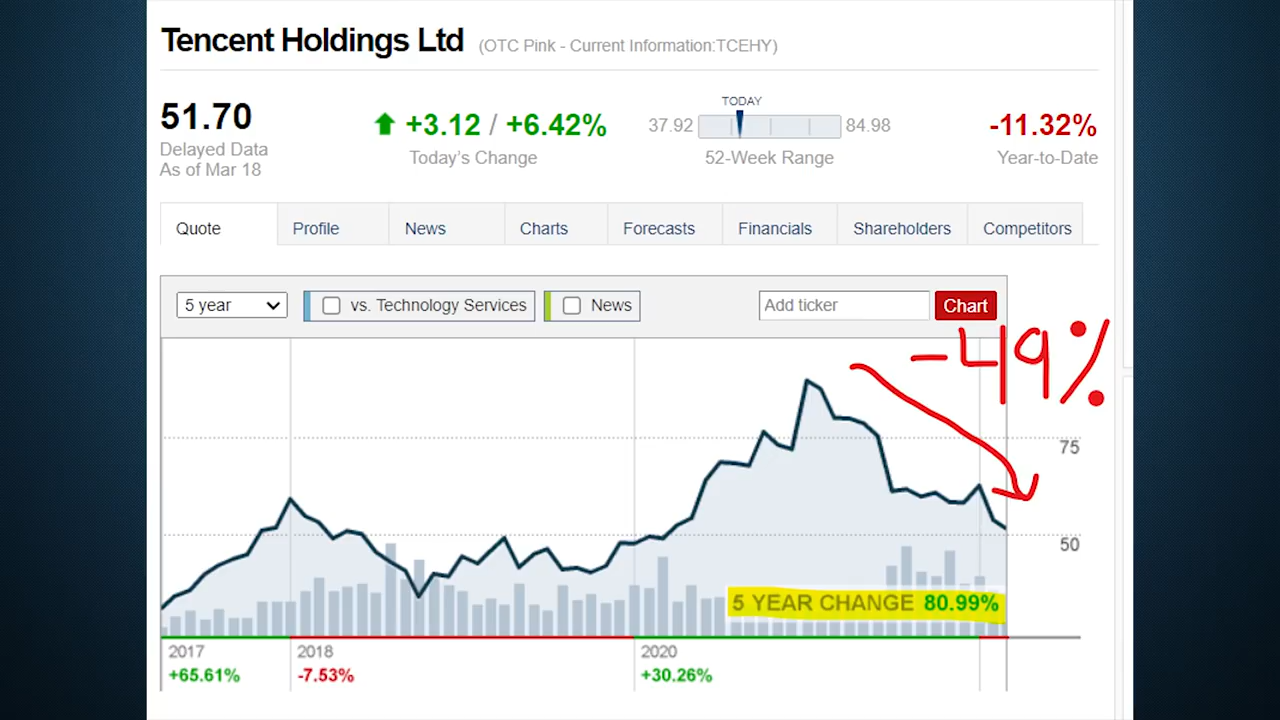 Tencent Holdings Ltd (OTC Pink - Current Information:TCEHY)
TODAY
51.70 +3.12 / +6.42% 37.92 84.98 -11.32%
Delayed Data Today's Change 52-Week Range Year-to-Date
As of Mar 18
Quote Profile News Charts Forecasts Financials Shareholders Competitors
5 year vs. Technology Services News Add ticker Chart
-49%
75
50
5 YEAR CHANGE 80.99%
2017 2018 2020
+65.61% -7.53% +30.26%